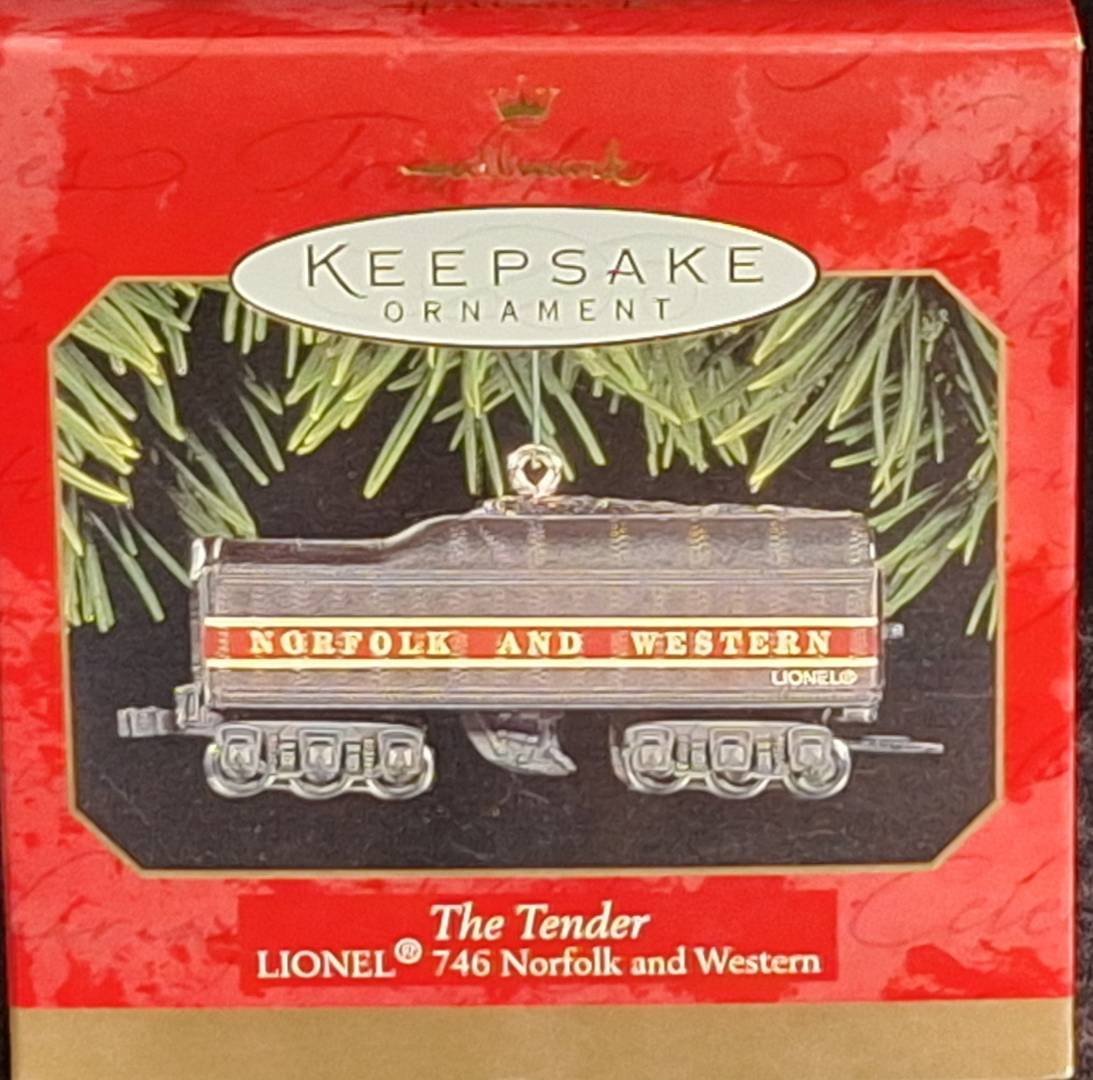 Hallmark
KEEPSAKE
ORNAMENT
NORFOLK AND WESTERN
LIONEL®
The Tender
LIONEL® 746 Norfolk and Western